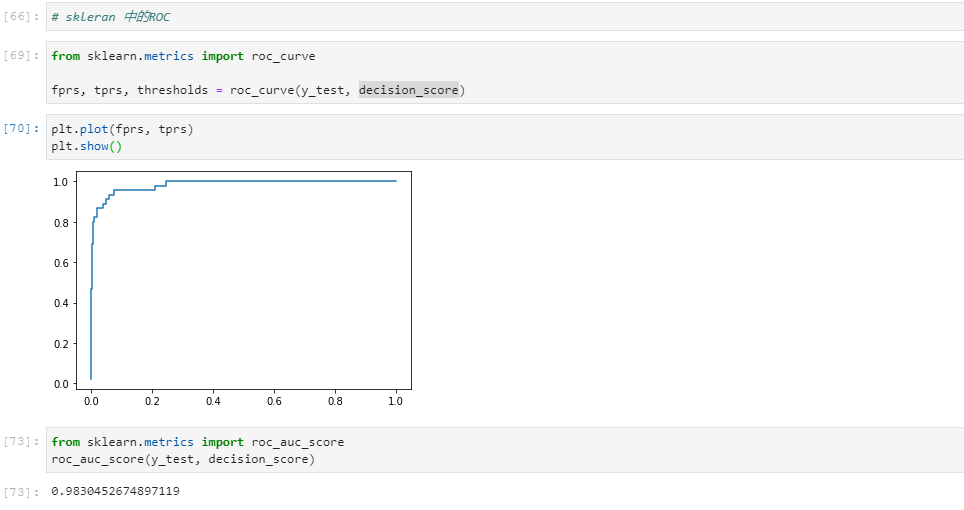 [66]: # skleran 中的ROC
[69]: from sklearn.metrics import roc_curve
fprs, tprs, thresholds = roc_curve(y_test, decision_score)
[70]: plt.plot(fprs, tprs)
plt.show()
1.0
0.8
0.6
0.4
0.2
0.0
0.0 0.2 0.4 0.6 0.8 1.0
[73]: from sklearn.metrics import roc_auc_score
roc_auc_score(y_test, decision_score)
[73]: 0.9830452674897119